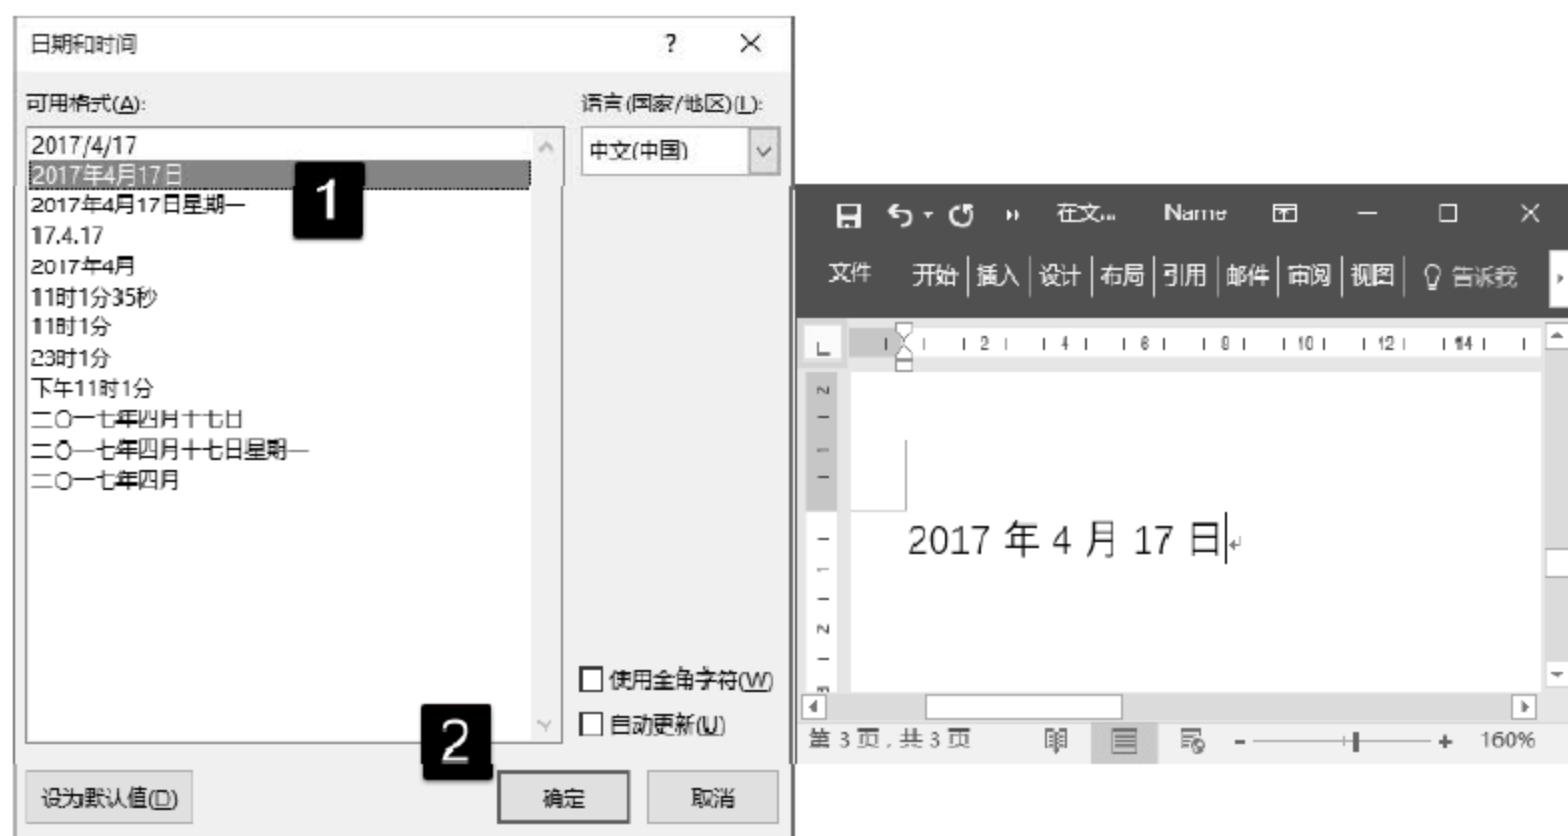 日期和时间
?
可用格式(A):
语言(国家/地区)(L):
2017/4/17
2017年4月17日
2017年4月17日星期一
17.4.17
2017年4月
11时1分35秒
11时1分
23时1分
下午11时1分
二〇一七年四月十七日
二〇一七年四月十七日星期一
二〇一七年四月
中文(中国)
1
使用全角字符(W)
自动更新(U)
2
设为默认值(D)
确定
取消
在文... Name
文件 开始 插入 设计 布局 引用 邮件 审阅 视图 告诉我
L
2 4 6 8 10 12 14
2
1
1
2
2017 年 4 月 17 日
第 3 页,共 3 页
- + 160%